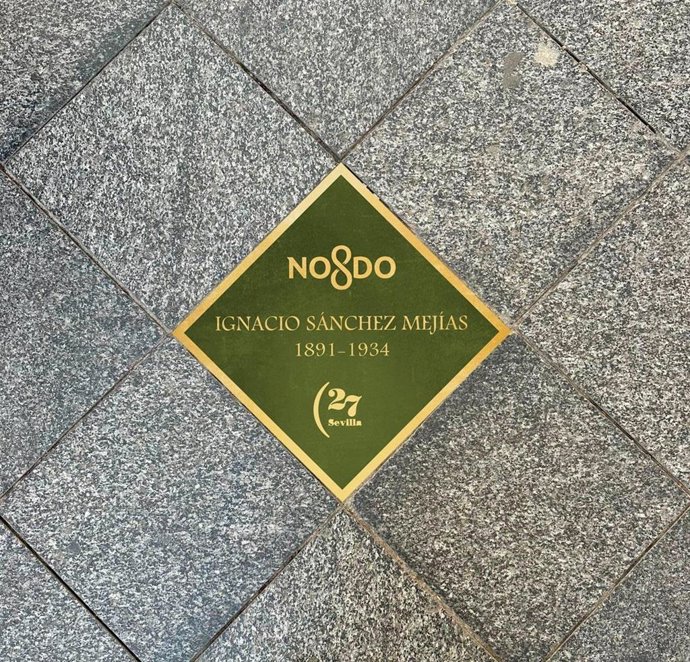 NO8DO
IGNACIO SÁNCHEZ MEJÍAS
1891-1934
(27
Sevilla